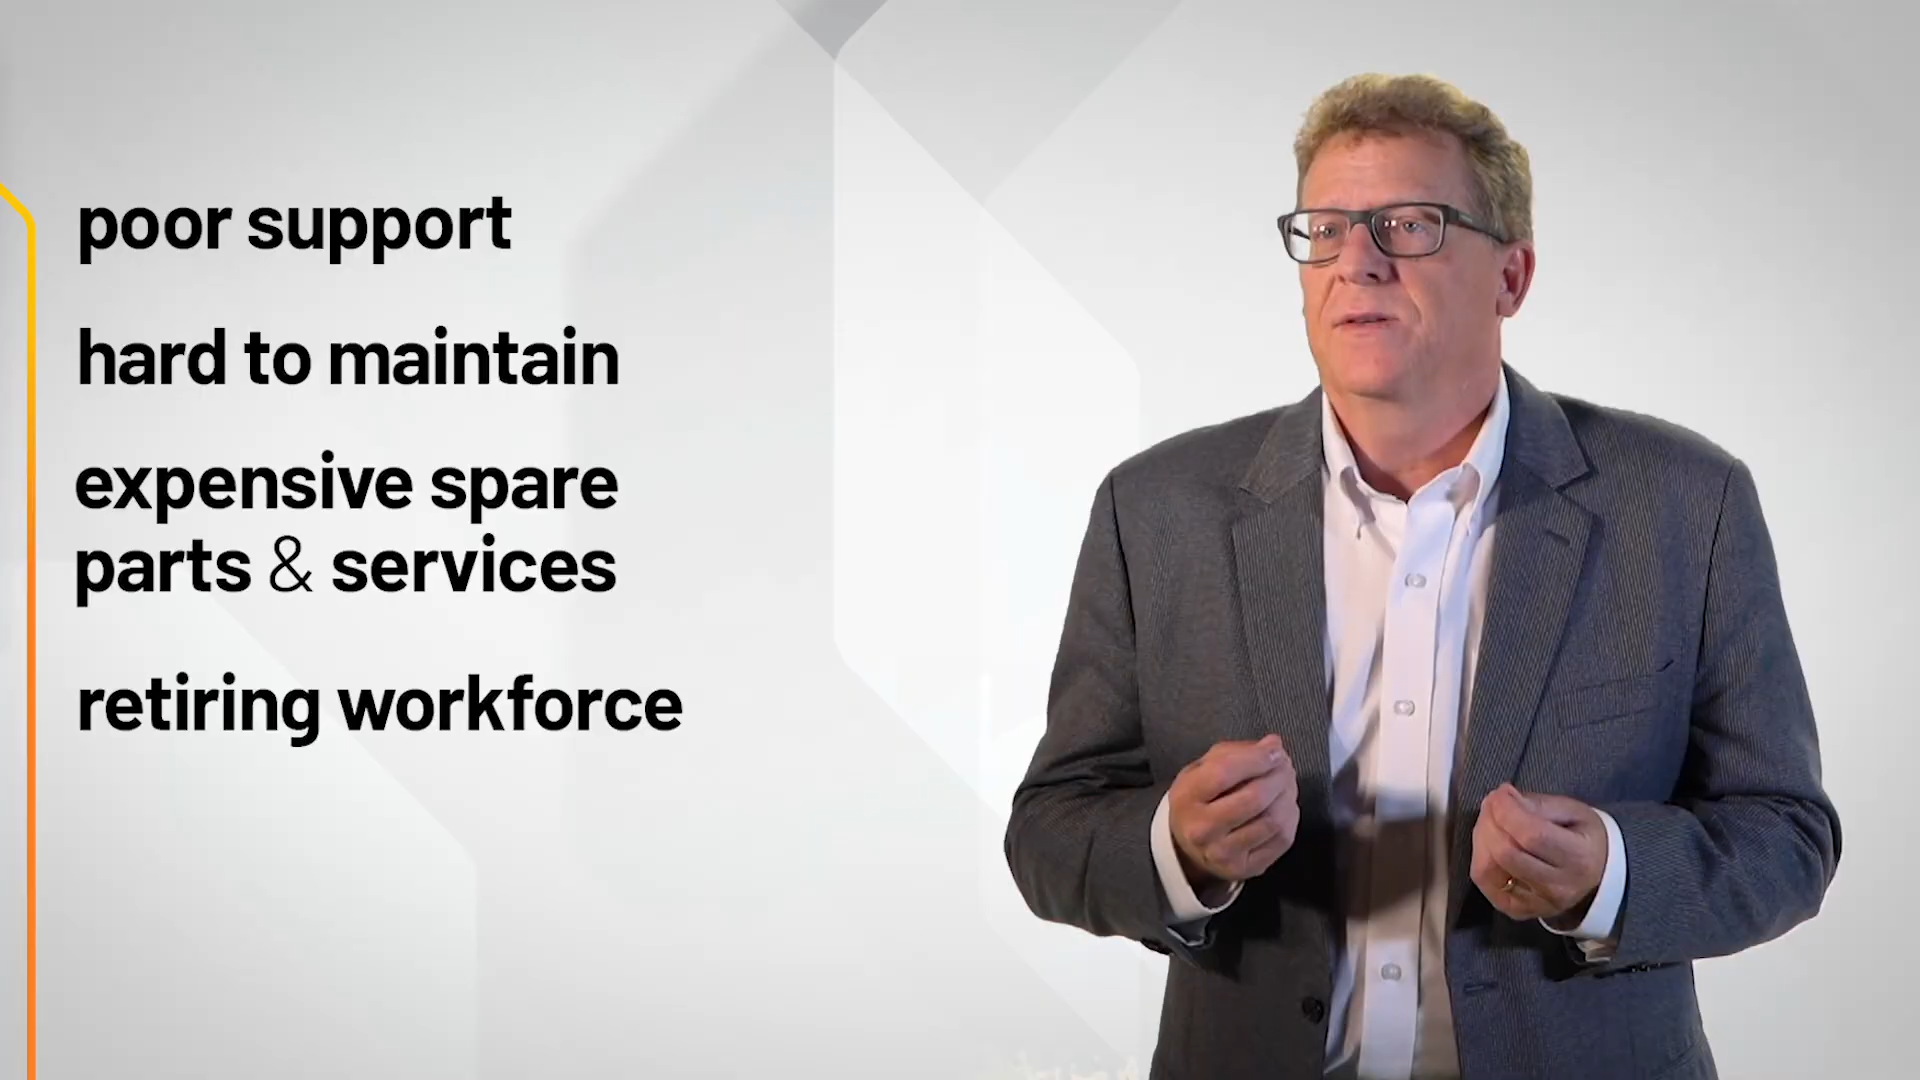 poor support
hard to maintain
expensive spare
parts & services
retiring workforce